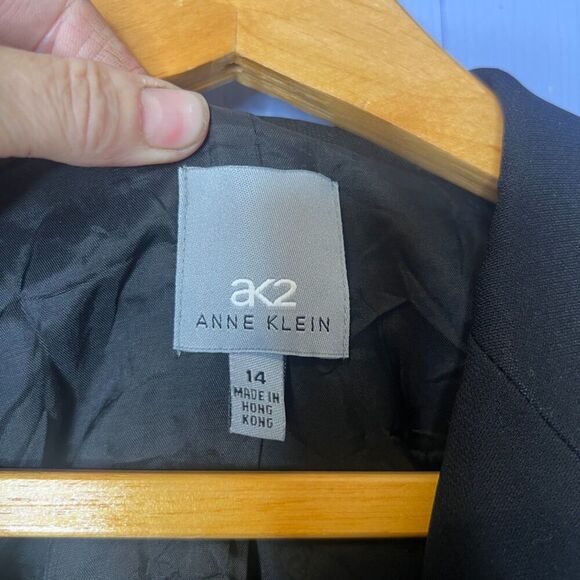 ak2
ANNE KLEIN
14
MADE IN
HONG
KONG